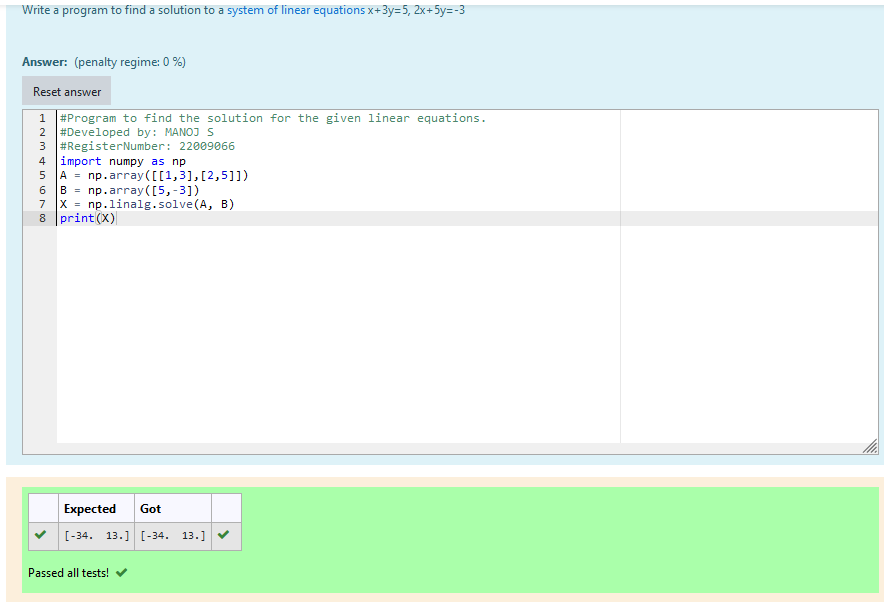 Write a program to find a solution to a system of linear equations x+3y=5, 2x+5y=-3
Answer: (penalty regime: 0 %)
Reset answer
1 #Program to find the solution for the given linear equations.
2 #Developed by: MANOJ S
3 #RegisterNumber: 22009066
4 import numpy as np
5 A = np.array([[1,3],[2,5]])
6 B = np.array([5,-3])
7 X = np.linalg.solve(A, B)
8 print(X)
Expected Got
[-34. 13.] [-34. 13.]
Passed all tests!